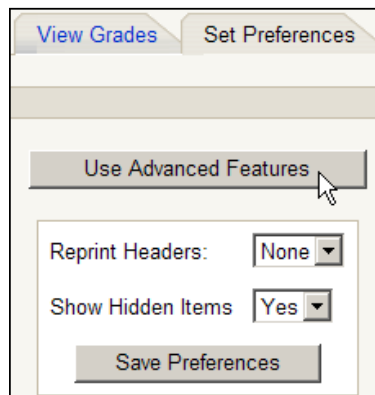 View Grades Set Preferences
Use Advanced Features
Reprint Headers: None
Show Hidden Items Yes
Save Preferences